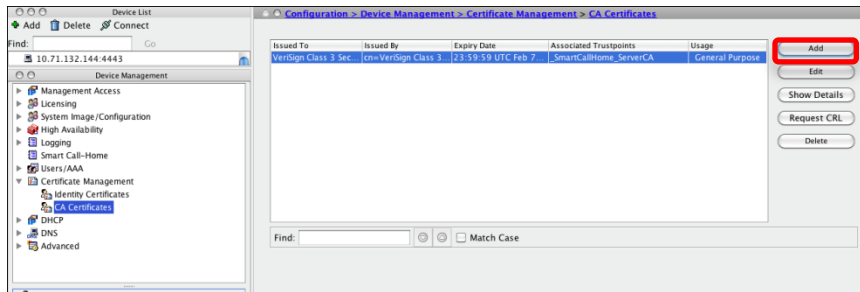 Device List
Add Delete Connect
Find: Go
10.71.132.144:4443
Device Management
Management Access
Licensing
System Image/Configuration
High Availability
Logging
Smart Call-Home
Users/AAA
Certificate Management
Identity Certificates
CA Certificates
DHCP
DNS
Advanced
Configuration > Device Management > Certificate Management > CA Certificates
Issued To Issued By Expiry Date Associated Trustpoints Usage
VeriSign Class 3 Sec... cn=VeriSign Class 3... 23:59:59 UTC Feb 7... _SmartCallHome_ServerCA General Purpose
Add
Edit
Show Details
Request CRL
Delete
Find: Match Case